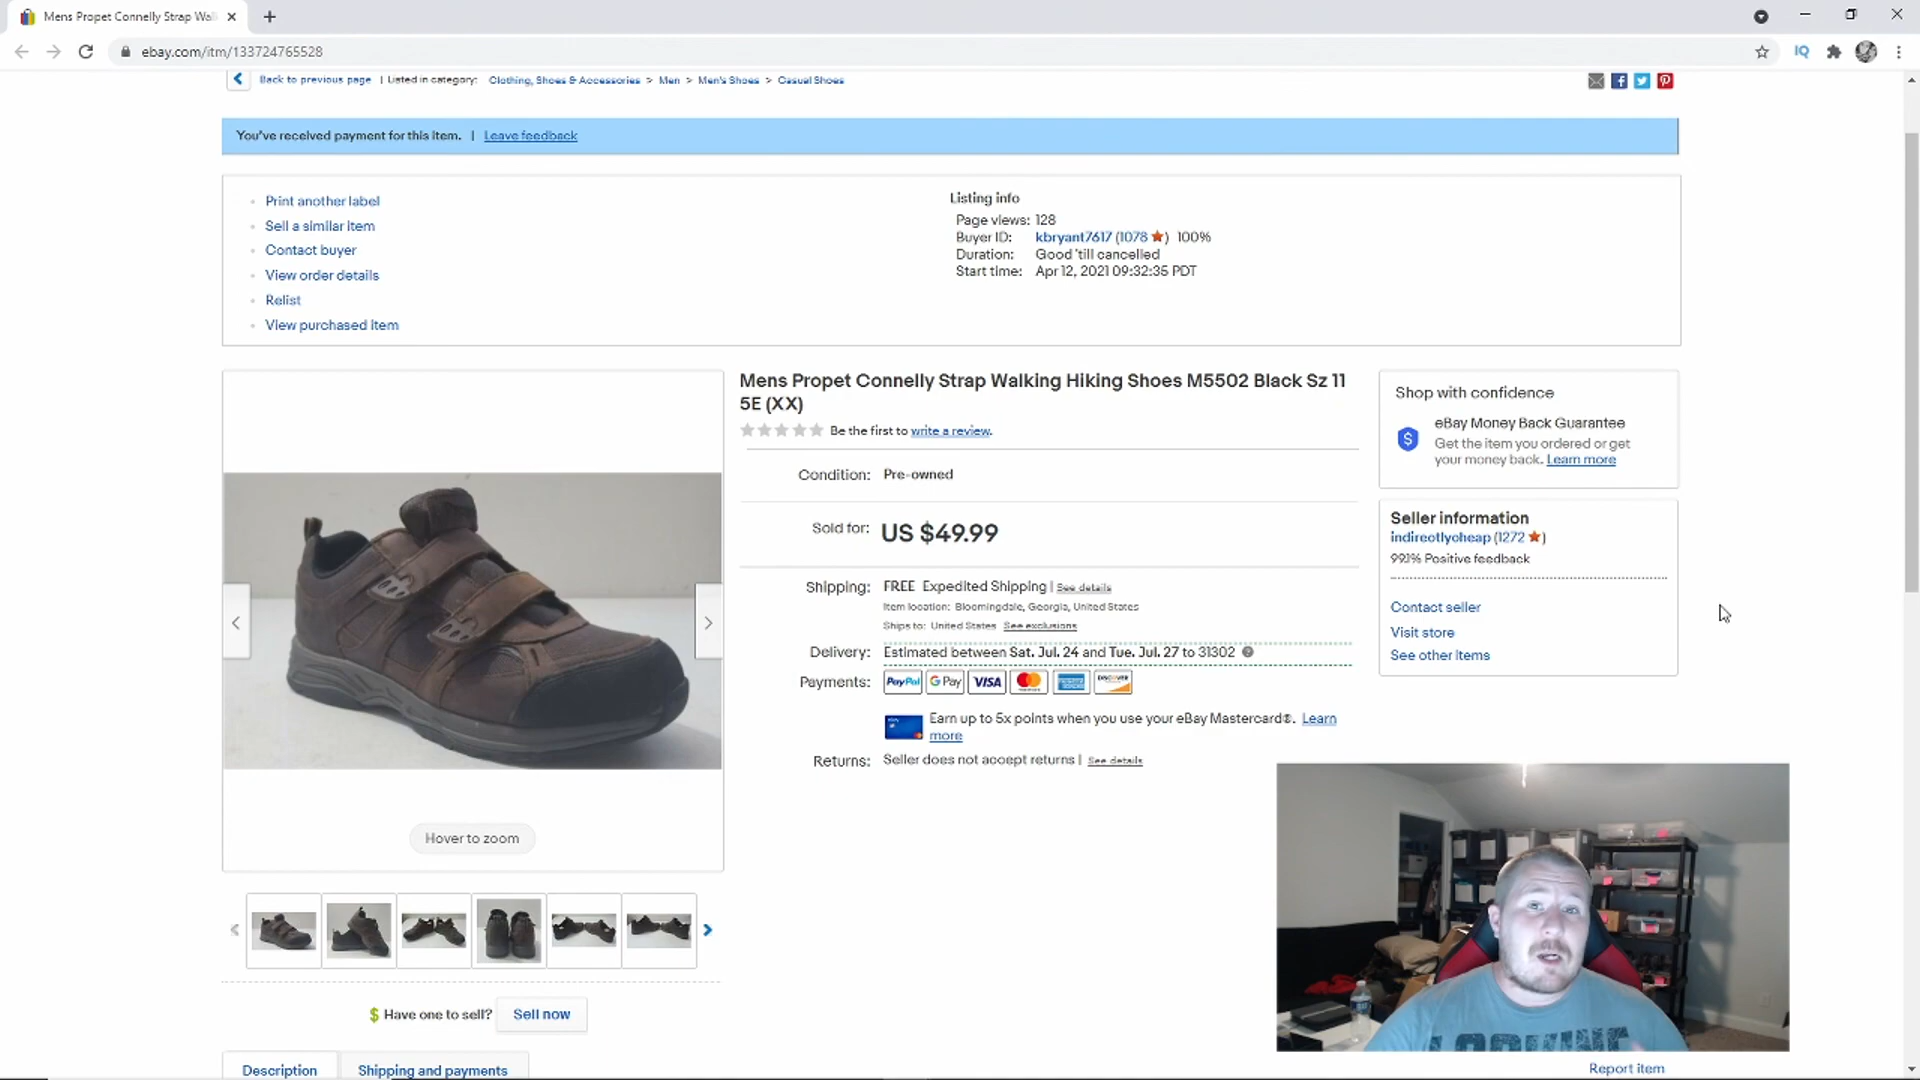 Mens Propet Connelly Strap Wal
ebay.com/itm/133724765528
IQ
Back to previous page | Listed in category: Clothing, Shoes & Accessories > Men > Men's Shoes > Casual Shoes
You've received payment for this item. | Leave feedback
Print another label
Sell a similar item
Contact buyer
View order details
Relist
View purchased item
Listing info
Page views: 128
Buyer ID: kbryant7617 (1078 ★) 100%
Duration: Good 'till cancelled
Start time: Apr 12, 2021 09:32:35 PDT
Mens Propet Connelly Strap Walking Hiking Shoes M5502 Black Sz 11
5E (XX)
Be the first to write a review.
Condition: Pre-owned
Sold for: US $49.99
Shipping: FREE Expedited Shipping | See details
Item location: Bloomingdale, Georgia, United States
Ships to: United States See exclusions
Delivery: Estimated between Sat. Jul. 24 and Tue. Jul. 27 to 31302
Payments: PayPal G Pay VISA DISCOVER
Earn up to 5x points when you use your eBay Mastercard®. Learn
more
Returns: Seller does not accept returns | See details
Shop with confidence
eBay Money Back Guarantee
Get the item you ordered or get
your money back. Learn more
Seller information
indirectlycheap (1272 ★)
99.1% Positive feedback
Contact seller
Visit store
See other items
Hover to zoom
$ Have one to sell? Sell now
Description
Shipping and payments
Report item